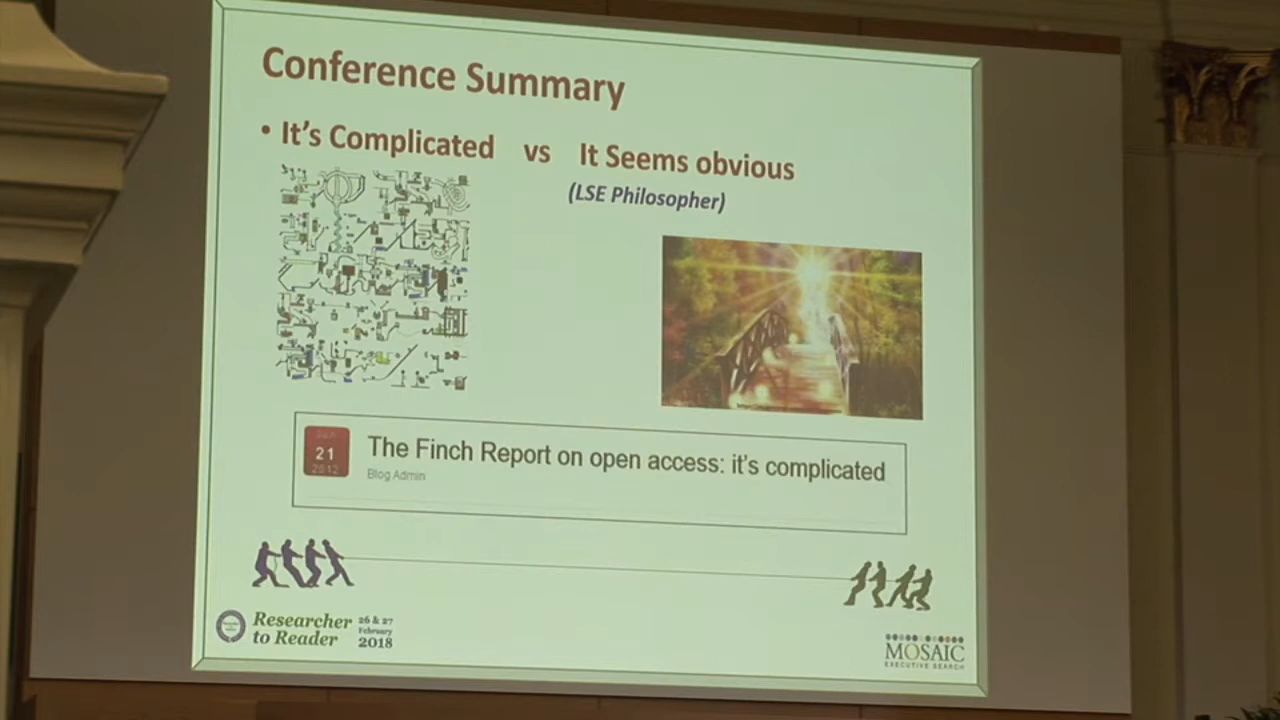 Conference Summary
• It's Complicated vs It Seems obvious
(LSE Philosopher)
21
2012
The Finch Report on open access: it's complicated
Blog Admin
Researcher
to Reader
26 & 27
February
2018
MOSAIC
EXECUTIVE SEARCH